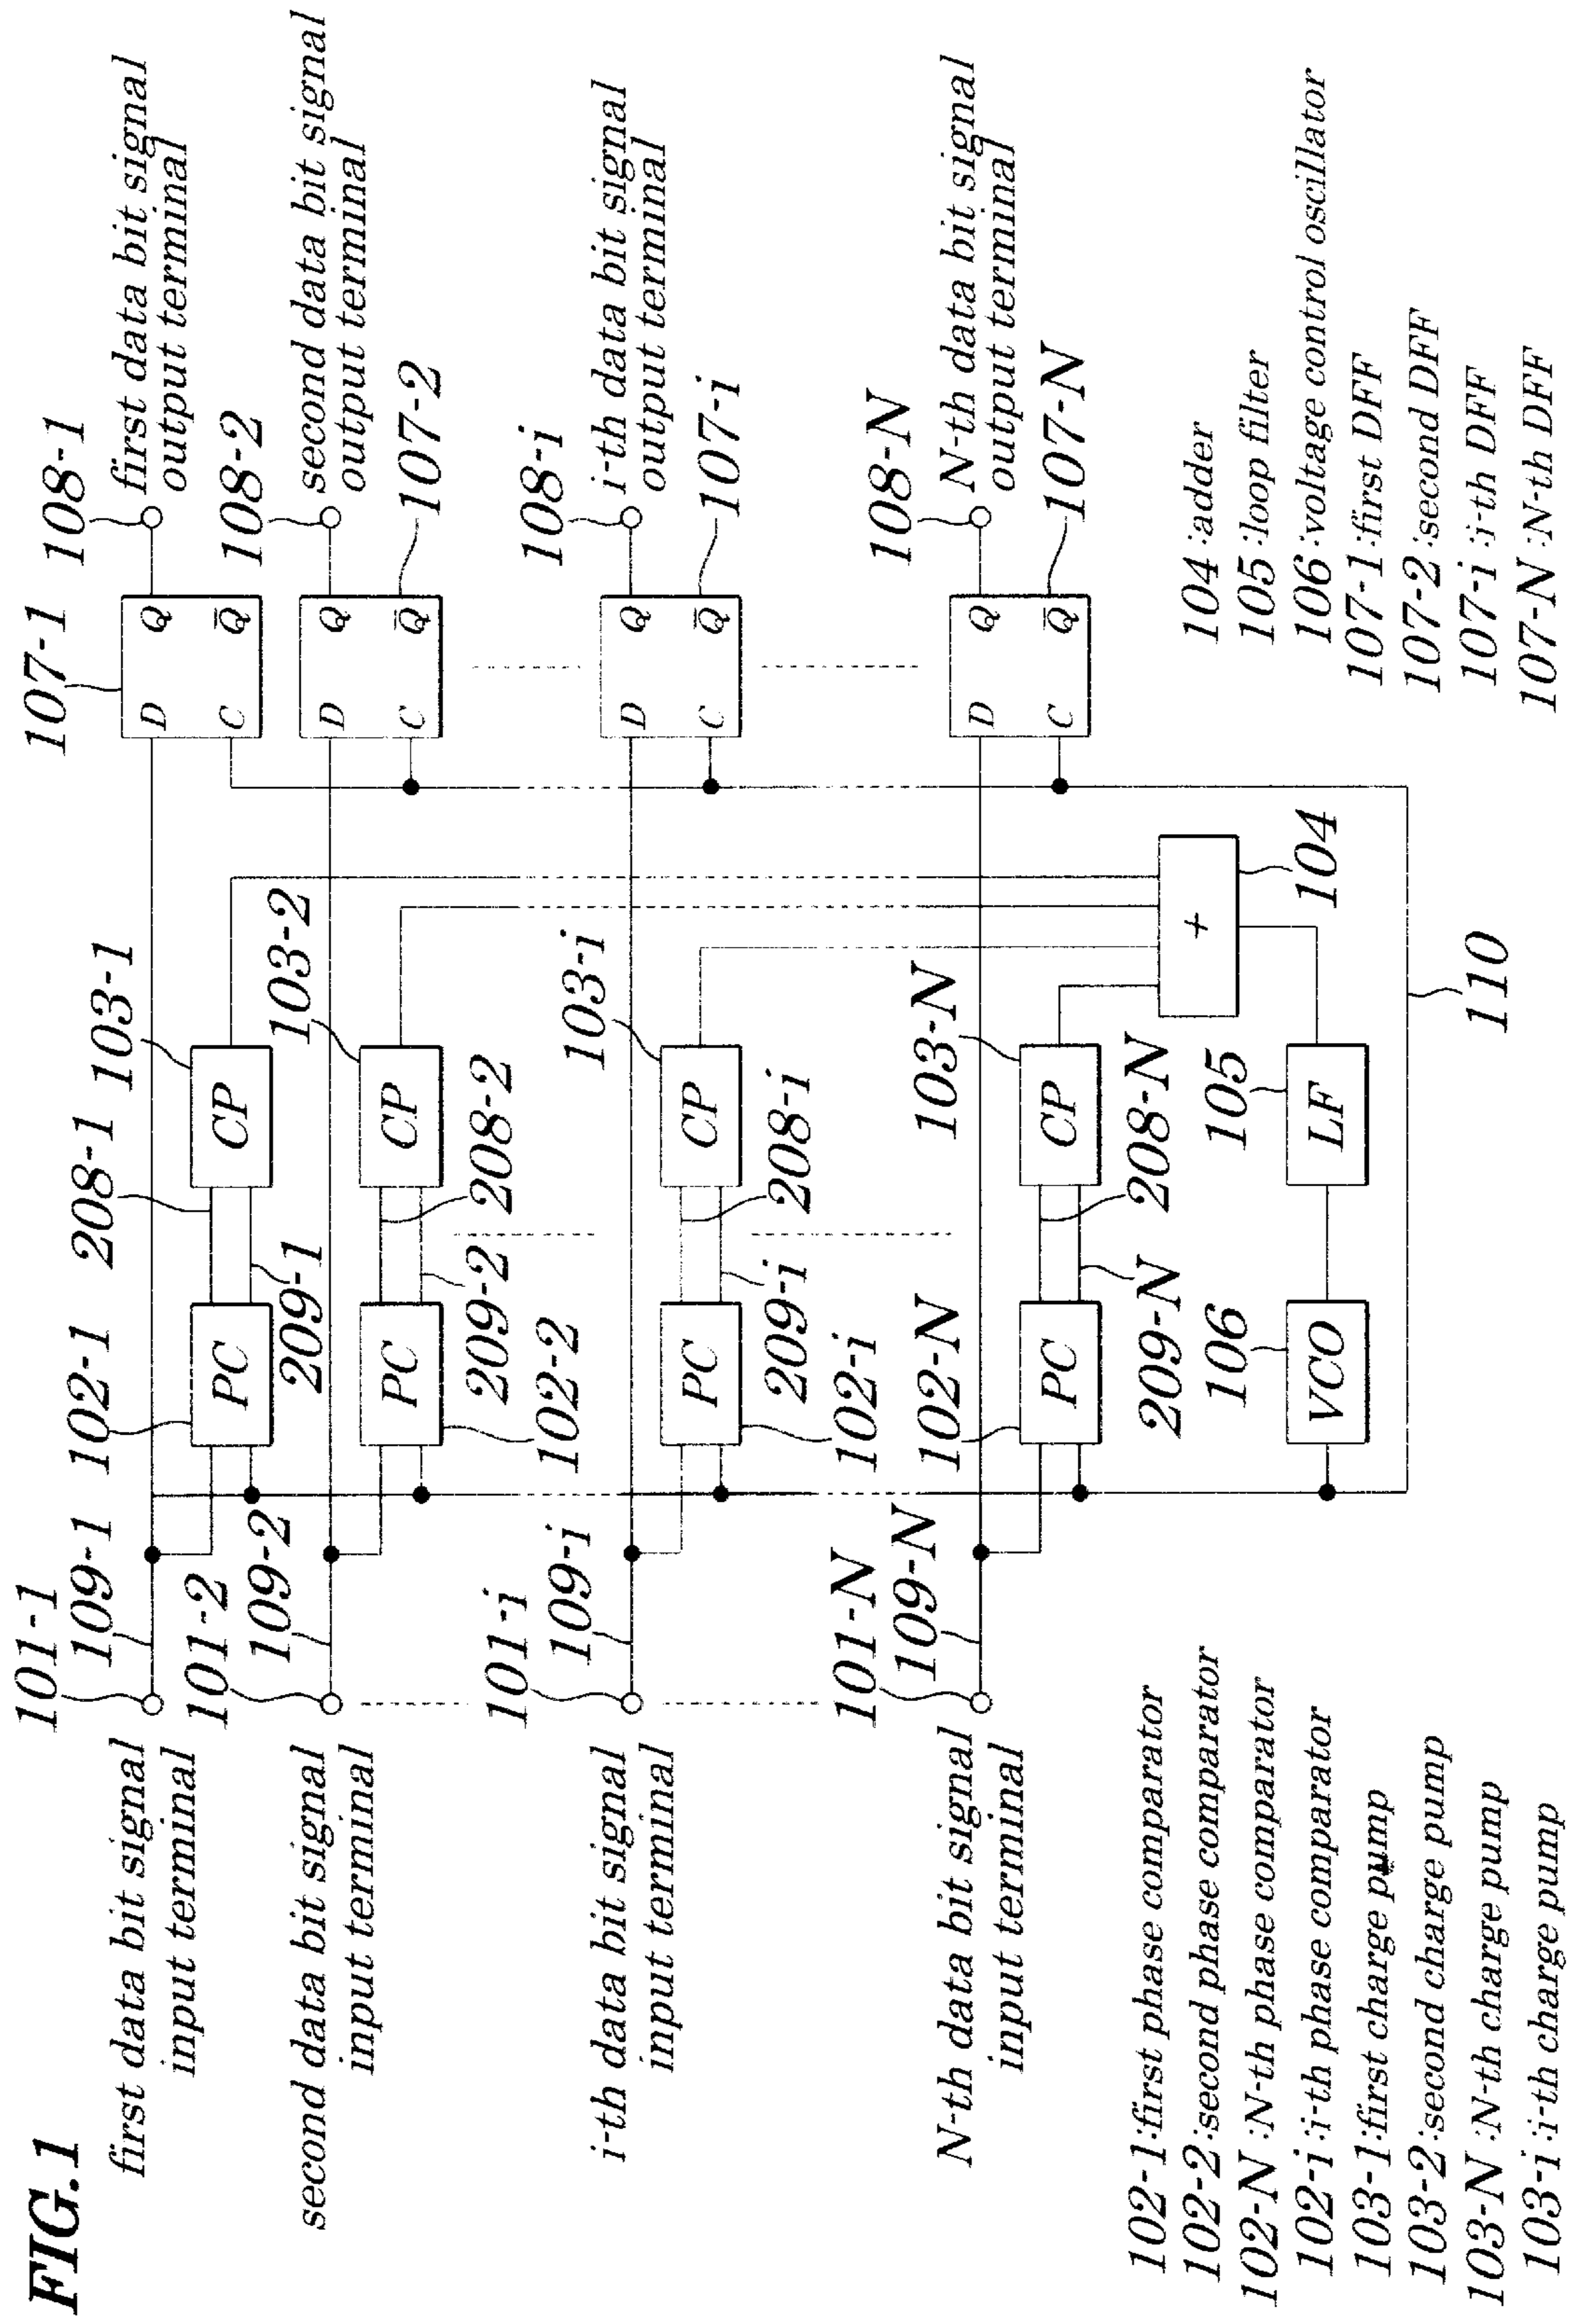 FIG.1
101-1
109-1
102-1
208-1
103-1
107-1
108-1
first data bit signal
input terminal
PC
CP
D
Q
C
Q̅
first data bit signal
output terminal
209-1
101-2
109-2
103-2
108-2
second data bit signal
input terminal
PC
CP
D
Q
C
Q̅
second data bit signal
output terminal
102-2
209-2
208-2
107-2
101-i
109-i
103-i
108-i
i-th data bit signal
input terminal
PC
CP
D
Q
C
Q̅
i-th data bit signal
output terminal
102-i
209-i
208-i
107-i
101-N
109-N
102-N
103-N
108-N
N-th data bit signal
input terminal
PC
CP
D
Q
C
Q̅
N-th data bit signal
output terminal
209-N
208-N
107-N
+
104
106
105
VCO
LF
110
102-1:first phase comparator
102-2:second phase comparator
102-N:N-th phase comparator
102-i:i-th phase comparator
103-1:first charge pump
103-2:second charge pump
103-N:N-th charge pump
103-i:i-th charge pump
104:adder
105:loop filter
106:voltage control oscillator
107-1:first DFF
107-2:second DFF
107-i:i-th DFF
107-N:N-th DFF